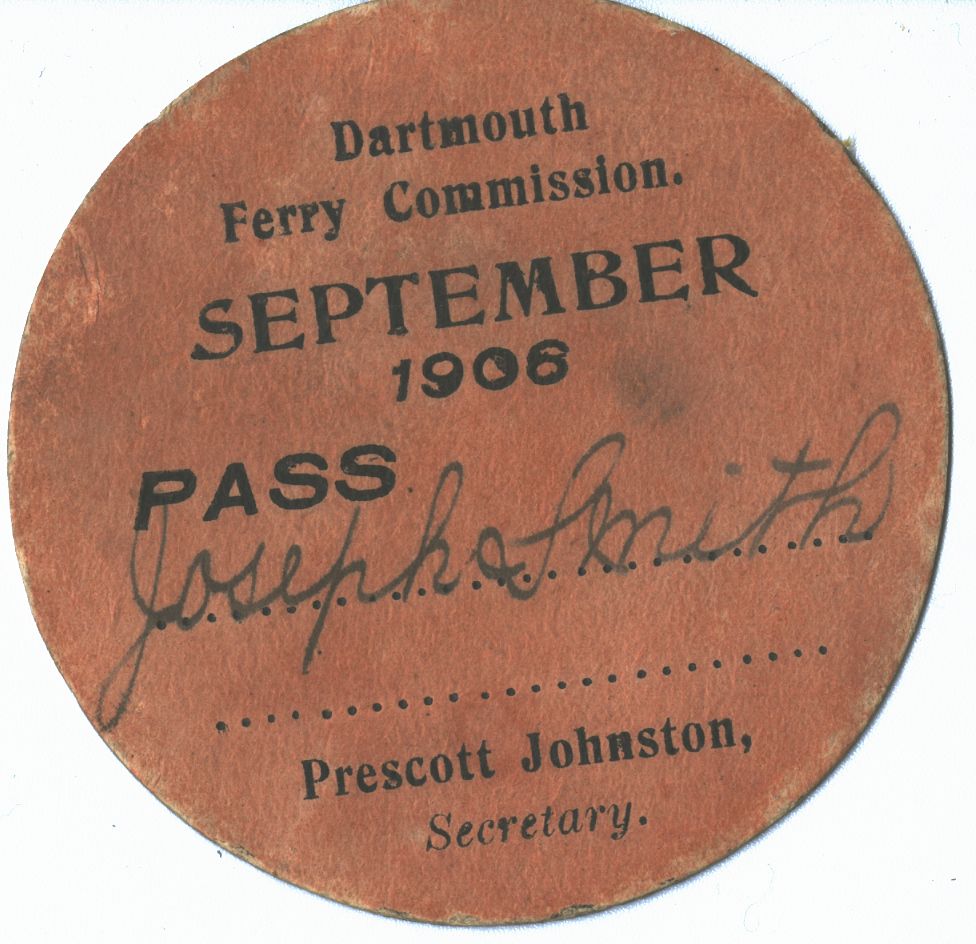 Dartmouth
Ferry Commission.
SEPTEMBER
1906
PASS
Joseph Smith
Prescott Johnston,
Secretary.